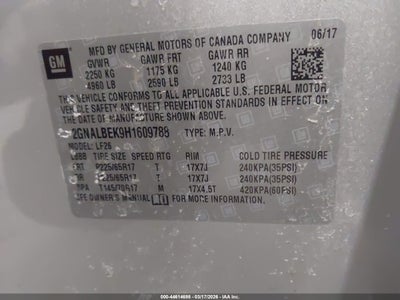 GM
MFD BY GENERAL MOTORS OF CANADA COMPANY 06/17
GVWR GAWR FRT GAWR RR
2250 KG 1175 KG 1240 KG
4960 LB 2590 LB 2733 LB
THIS VEHICLE CONFORMS TO ALL APPLICABLE U.S. FEDERAL MOTOR
VEHICLE SAFETY AND THEFT PREVENTION STANDARDS IN EFFECT ON
THE DATE OF MANUFACTURE SHOWN ABOVE.
2GNALBEK9H1609788 TYPE: M.P.V.
MODEL: LF26
TIRE SIZE SPEED RTG RIM COLD TIRE PRESSURE
FRT P225/65R17 T 17X7J 240KPA(35PSI)
RR P225/65R17 T 17X7J 240KPA(35PSI)
SPA T145/70R17 M 17X4.5T 420KPA(60PSI)
SEE OWNER'S MANUAL FOR MORE INFORMATION.
© IAA - 44614686 - 03/17/2026 -